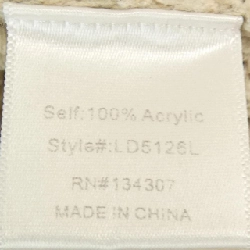 Self:100% Acrylic
Style#:LD5126L
RN#134307
MADE IN CHINA